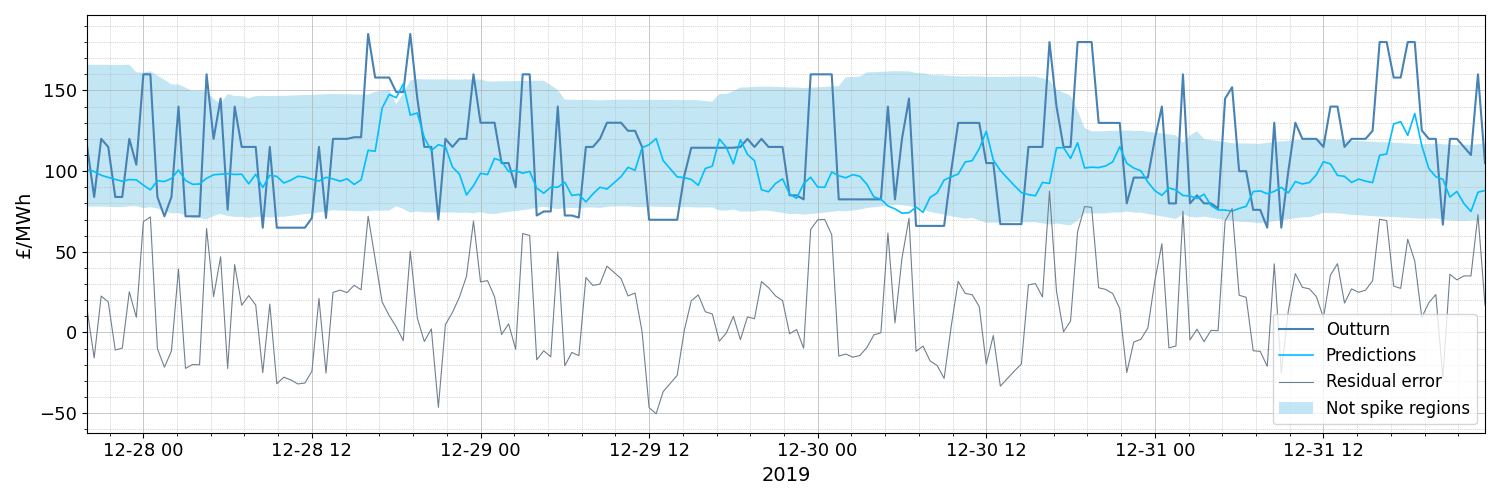 £/MWh
150
100
50
0
−50
12-28 00
12-28 12
12-29 00
12-29 12
12-30 00
12-30 12
12-31 00
12-31 12
2019
Outturn
Predictions
Residual error
Not spike regions